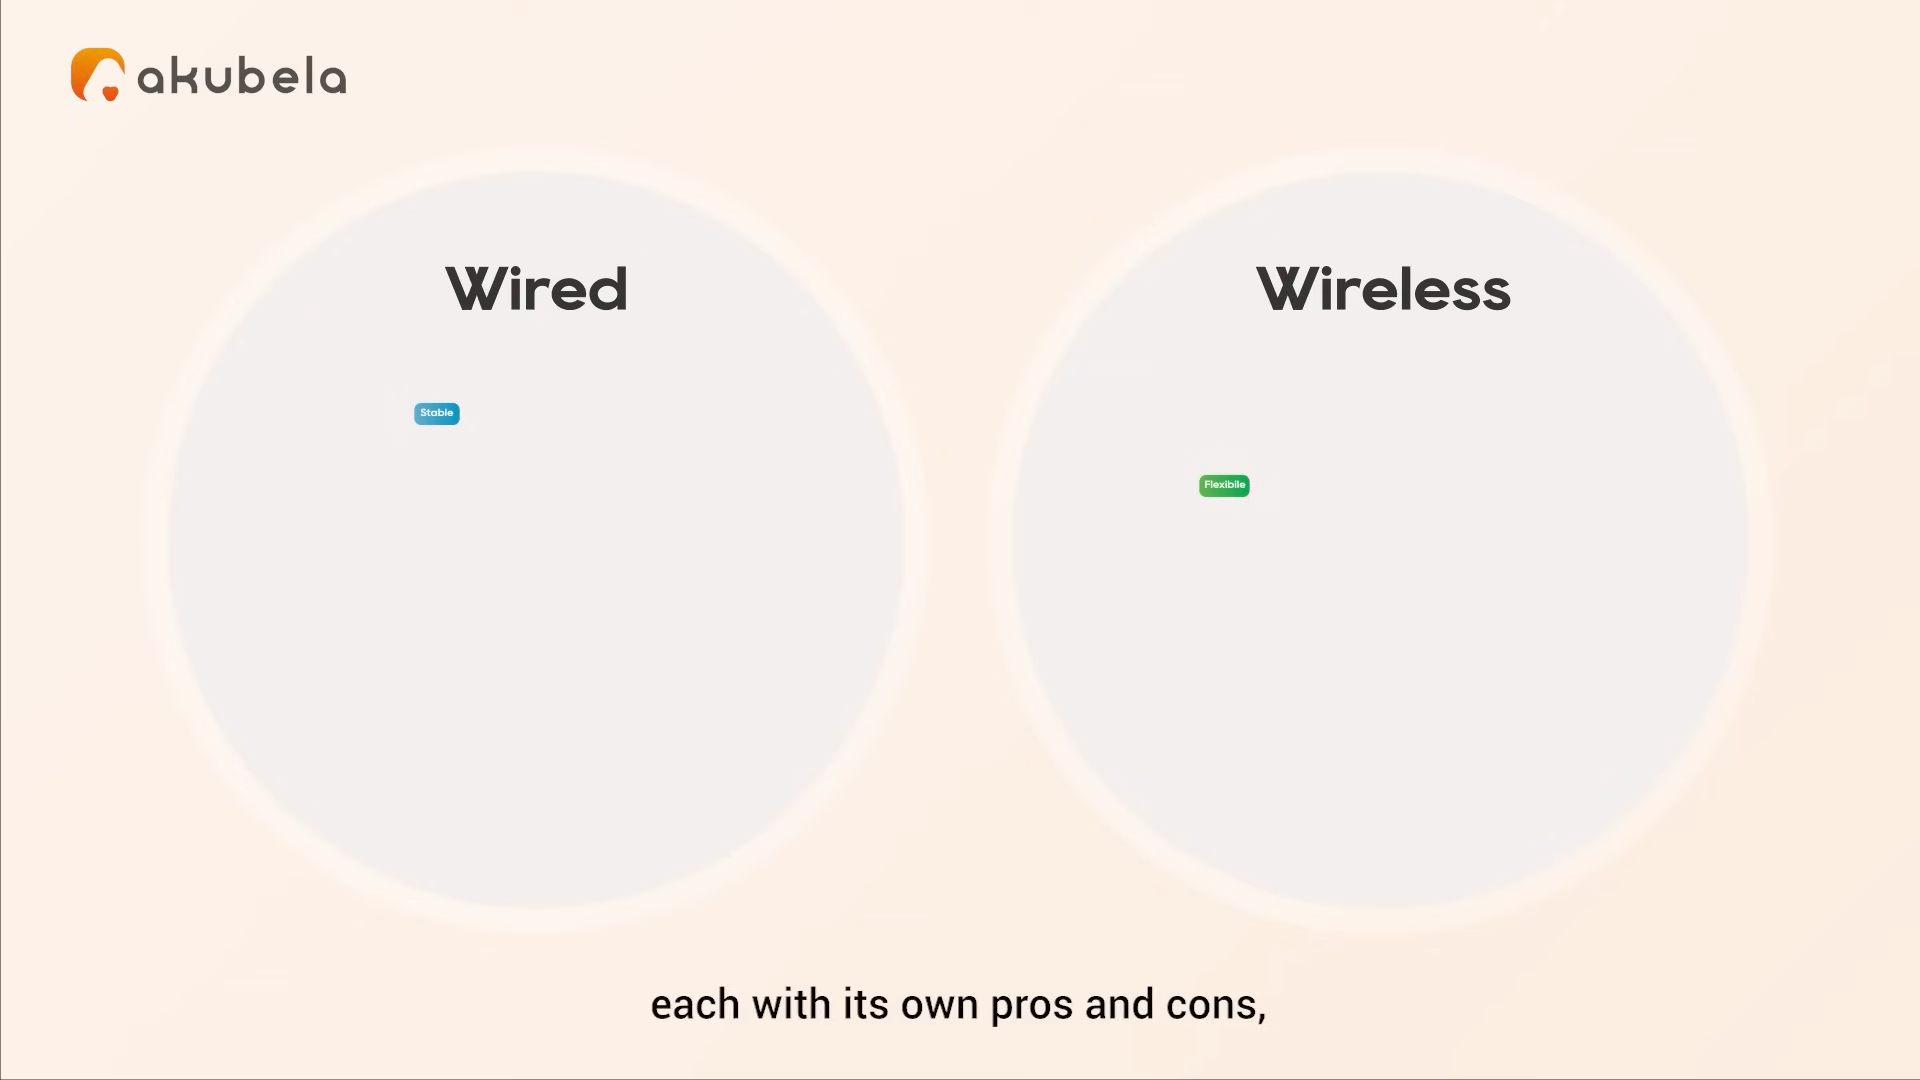 akubela
Wired
Wireless
Stable
Flexibile
each with its own pros and cons,